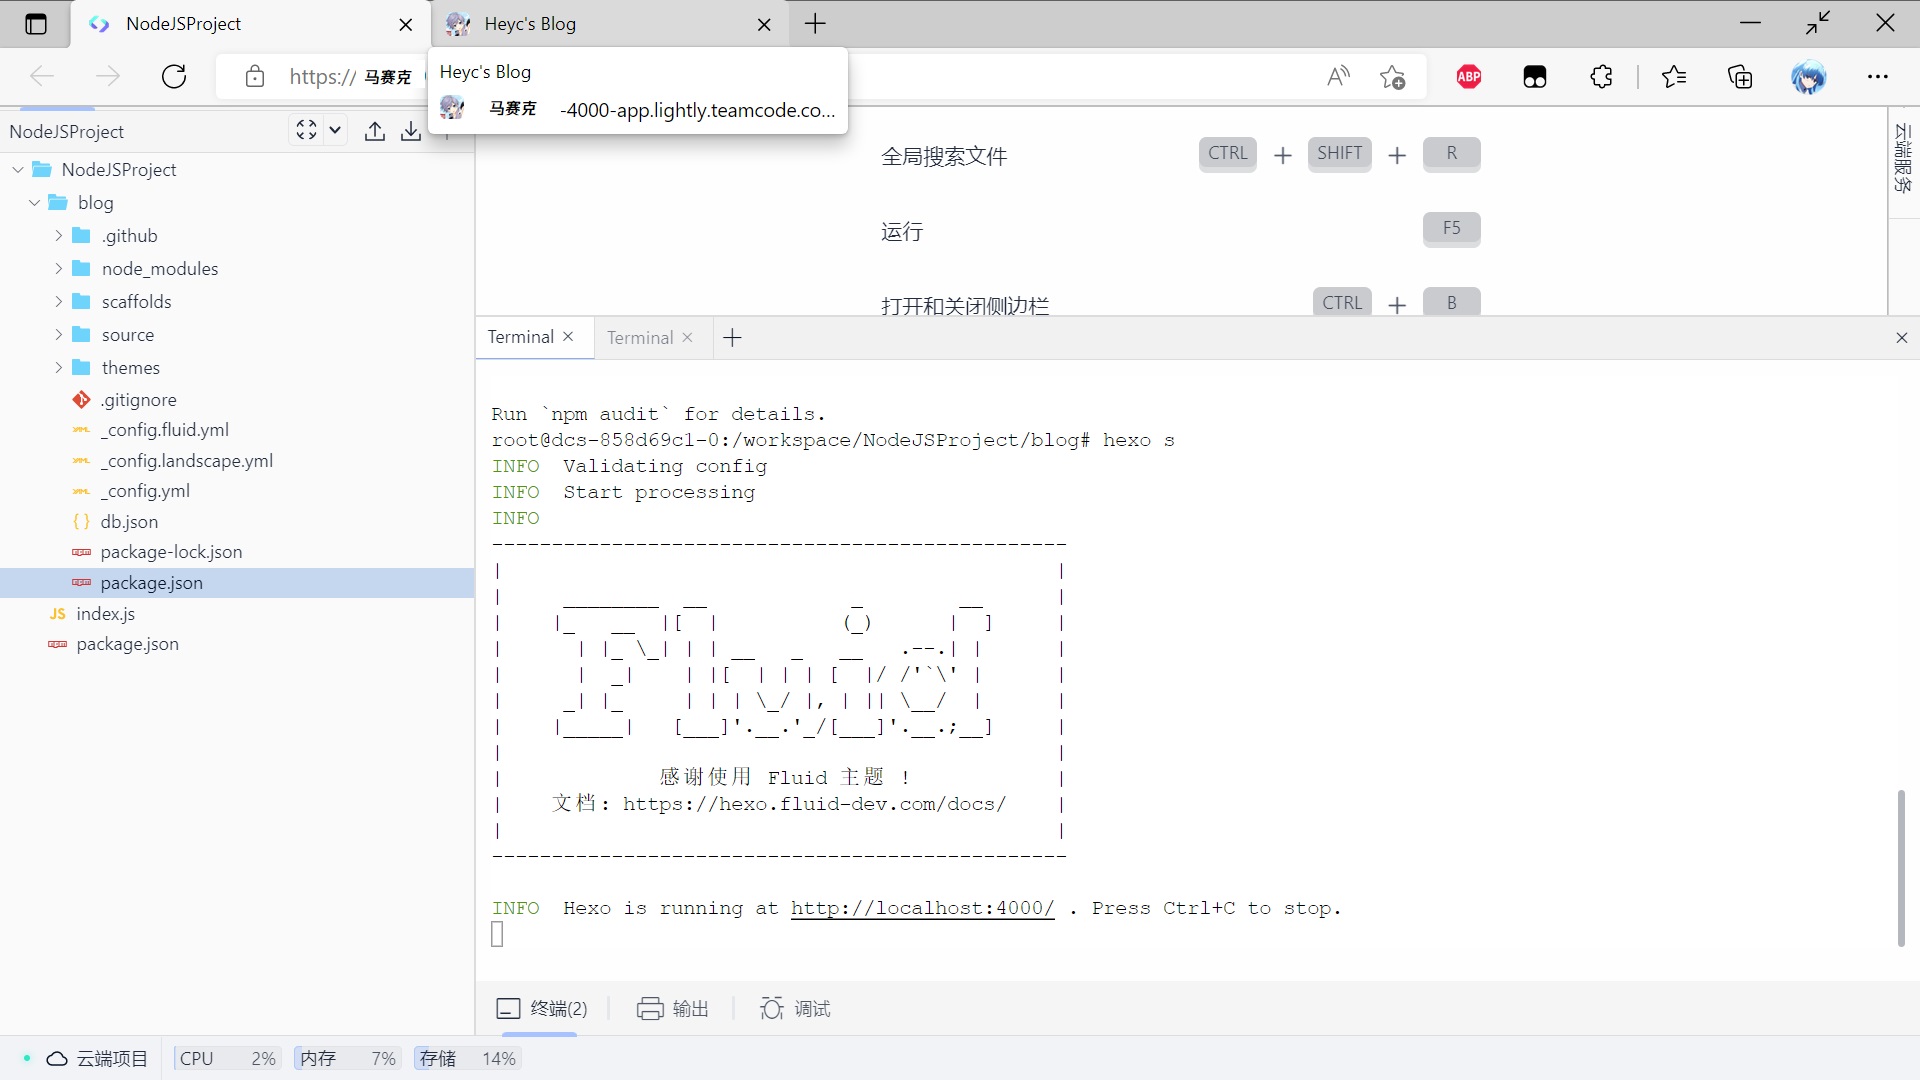 NodeJSProject
Heyc's Blog
https:// 马赛克
Heyc's Blog
马赛克 -4000-app.lightly.teamcode.co...
ABP
NodeJSProject
NodeJSProject
blog
.github
node_modules
scaffolds
source
themes
.gitignore
_config.fluid.yml
_config.landscape.yml
_config.yml
db.json
package-lock.json
package.json
JS index.js
package.json
全局搜索文件 CTRL + SHIFT + R
运行 F5
打开和关闭侧边栏 CTRL + B
云端服务
Terminal
Terminal
Run `npm audit` for details.
root@dcs-858d69c1-0:/workspace/NodeJSProject/blog# hexo s
INFO Validating config
INFO Start processing
INFO
Fluid
感谢使用 Fluid 主题 !
文档: https://hexo.fluid-dev.com/docs/
INFO Hexo is running at http://localhost:4000/ . Press Ctrl+C to stop.
终端(2) 输出 调试
云端项目 CPU 2% 内存 7% 存储 14%